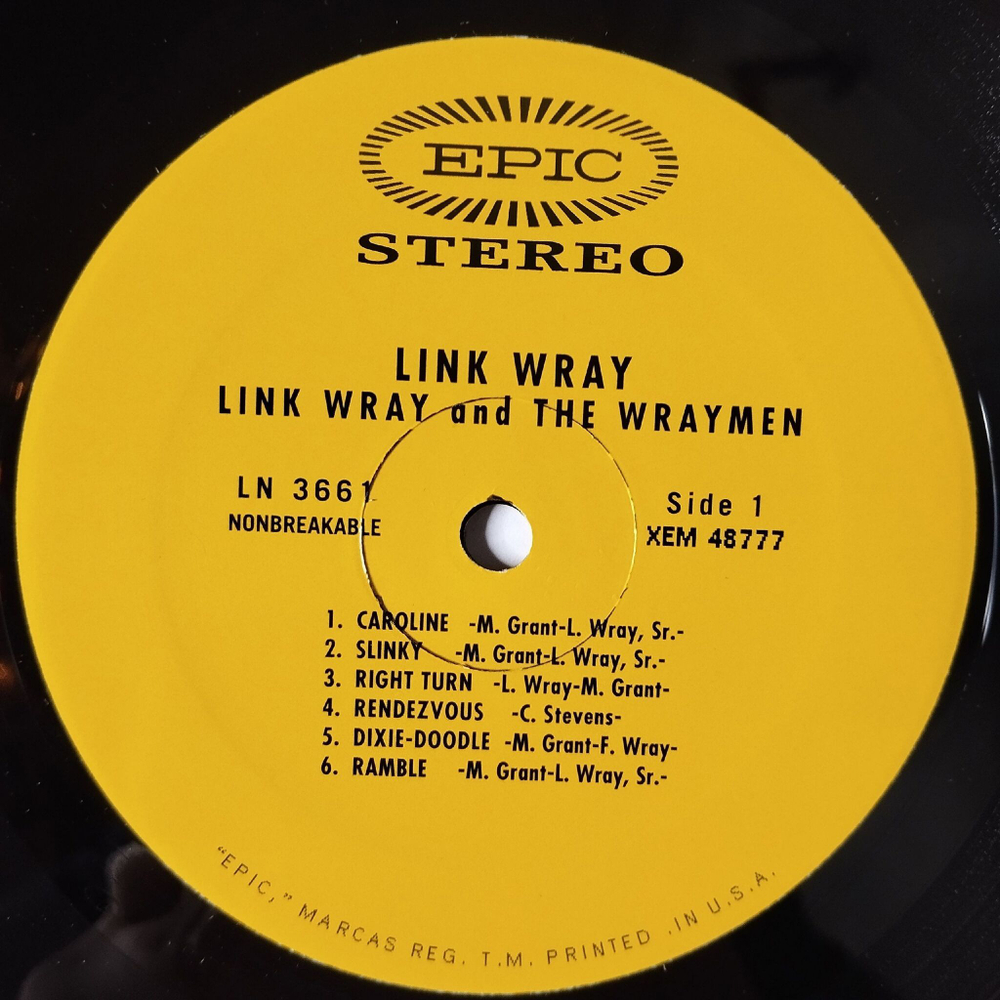 EPIC
STEREO
LINK WRAY
LINK WRAY and THE WRAYMEN
LN 3661
NONBREAKABLE
Side 1
XEM 48777
1. CAROLINE -M. Grant-L. Wray, Sr.-
2. SLINKY -M. Grant-L. Wray, Sr.-
3. RIGHT TURN -L. Wray-M. Grant-
4. RENDEZVOUS -C. Stevens-
5. DIXIE-DOODLE -M. Grant-F. Wray-
6. RAMBLE -M. Grant-L. Wray, Sr.-
"EPIC," MARCAS REG. T.M. PRINTED .IN U.S.A.